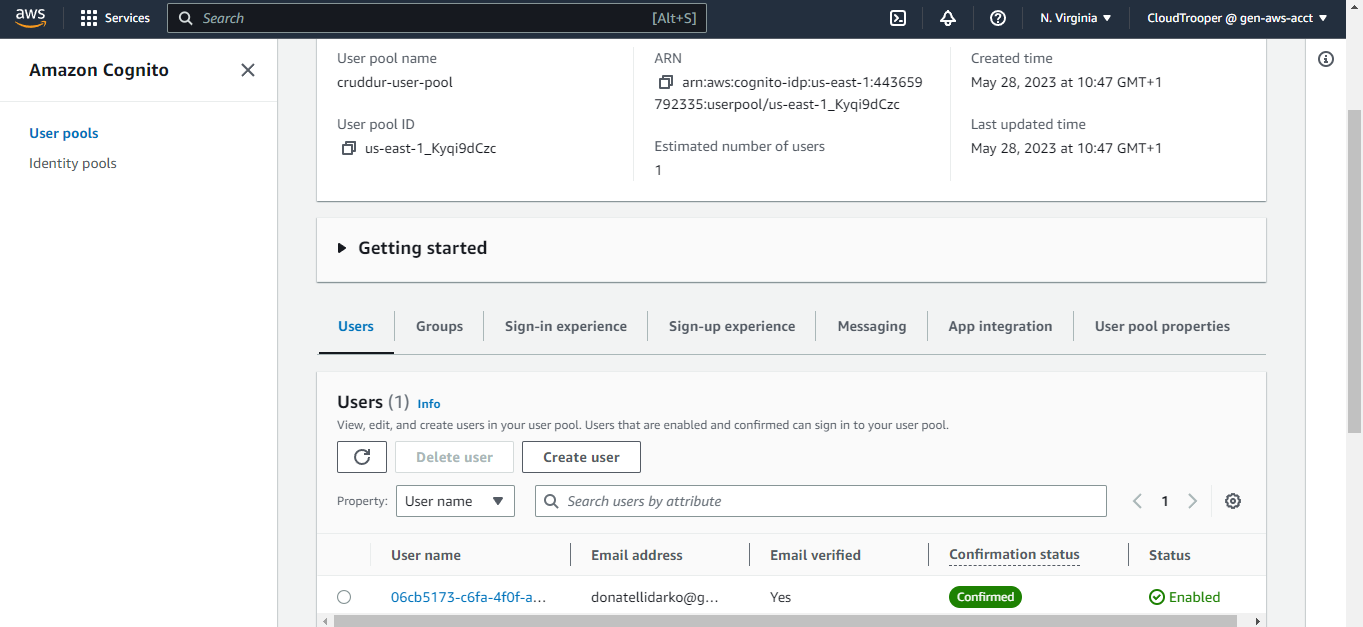 aws
Services
Search
[Alt+S]
N. Virginia
CloudTrooper @ gen-aws-acct
Amazon Cognito
User pools
Identity pools
User pool name
cruddur-user-pool
User pool ID
us-east-1_Kyqi9dCzc
ARN
arn:aws:cognito-idp:us-east-1:443659
792335:userpool/us-east-1_Kyqi9dCzc
Estimated number of users
1
Created time
May 28, 2023 at 10:47 GMT+1
Last updated time
May 28, 2023 at 10:47 GMT+1
Getting started
Users
Groups
Sign-in experience
Sign-up experience
Messaging
App integration
User pool properties
Users (1) Info
View, edit, and create users in your user pool. Users that are enabled and confirmed can sign in to your user pool.
Delete user
Create user
Property:
User name
Search users by attribute
1
User name
Email address
Email verified
Confirmation status
Status
06cb5173-c6fa-4f0f-a...
donatellidarko@g...
Yes
Confirmed
Enabled